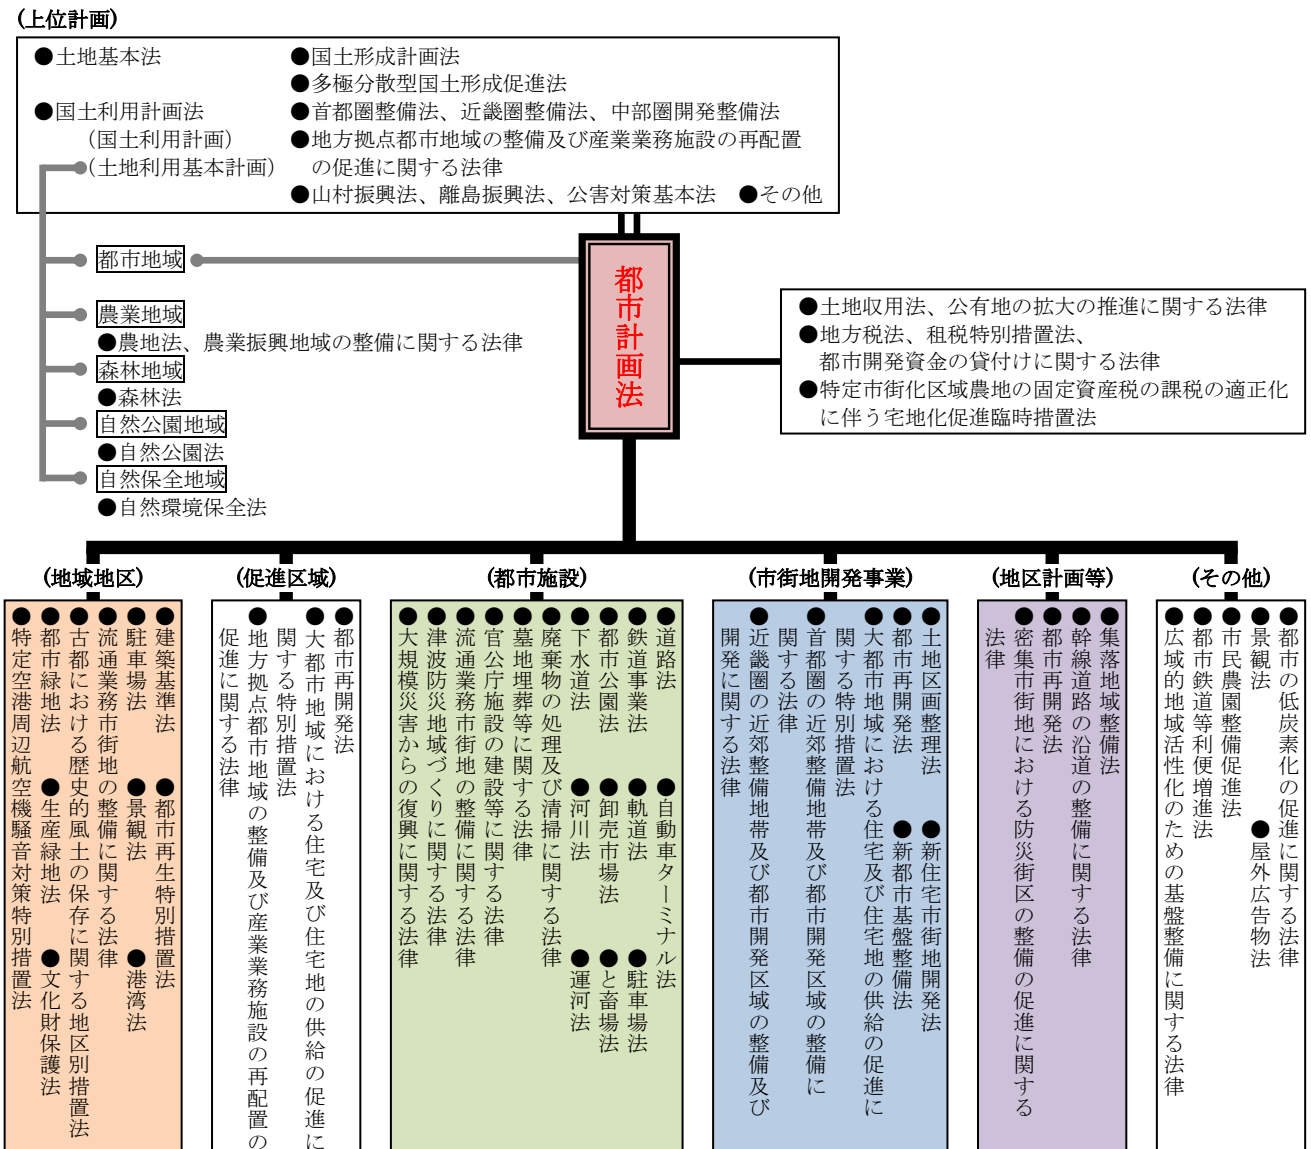 (上位計画)
●土地基本法
●国土利用計画法
(国土利用計画)
(土地利用基本計画)
●国土形成計画法
●多極分散型国土形成促進法
●首都圏整備法、近畿圏整備法、中部圏開発整備法
●地方拠点都市地域の整備及び産業業務施設の再配置
の促進に関する法律
●山村振興法、離島振興法、公害対策基本法 ●その他
都市地域
農業地域
●農地法、農業振興地域の整備に関する法律
森林地域
●森林法
自然公園地域
●自然公園法
自然保全地域
●自然環境保全法
都市計画法
●土地収用法、公有地の拡大の推進に関する法律
●地方税法、租税特別措置法、
都市開発資金の貸付けに関する法律
●特定市街化区域農地の固定資産税の課税の適正化
に伴う宅地化促進臨時措置法
(地域地区)
●建築基準法 ●都市再生特別措置法
●駐車場法 ●景観法 ●港湾法
●流通業務市街地の整備に関する法律
●古都における歴史的風土の保存に関する地区別措置法
●都市緑地法 ●生産緑地法 ●文化財保護法
●特定空港周辺航空機騒音対策特別措置法
(促進区域)
●都市再開発法
●大都市地域における住宅及び住宅地の供給の促進に
関する特別措置法
●地方拠点都市地域の整備及び産業業務施設の再配置の
促進に関する法律
(都市施設)
●道路法 ●自動車ターミナル法
●鉄道事業法 ●軌道法 ●駐車場法
●都市公園法 ●卸売市場法 ●と畜場法
●下水道法 ●河川法 ●運河法
●廃棄物の処理及び清掃に関する法律
●墓地埋葬等に関する法律
●官公庁施設の建設等に関する法律
●流通業務市街地の整備に関する法律
●津波防災地域づくりに関する法律
●大規模災害からの復興に関する法律
(市街地開発事業)
●土地区画整理法 ●新住宅市街地開発法
●都市再開発法 ●新都市基盤整備法
●大都市地域における住宅及び住宅地の供給の促進に
関する特別措置法
●首都圏の近郊整備地帯及び都市開発区域の整備に
関する法律
●近畿圏の近郊整備地帯及び都市開発区域の整備及び
開発に関する法律
(地区計画等)
●集落地域整備法
●幹線道路の沿道の整備に関する法律
●都市再開発法
●密集市街地における防災街区の整備の促進に関する
法律
(その他)
●都市の低炭素化の促進に関する法律
●景観法 ●屋外広告物法
●市民農園整備促進法
●都市鉄道等利便増進法
●広域的地域活性化のための基盤整備に関する法律